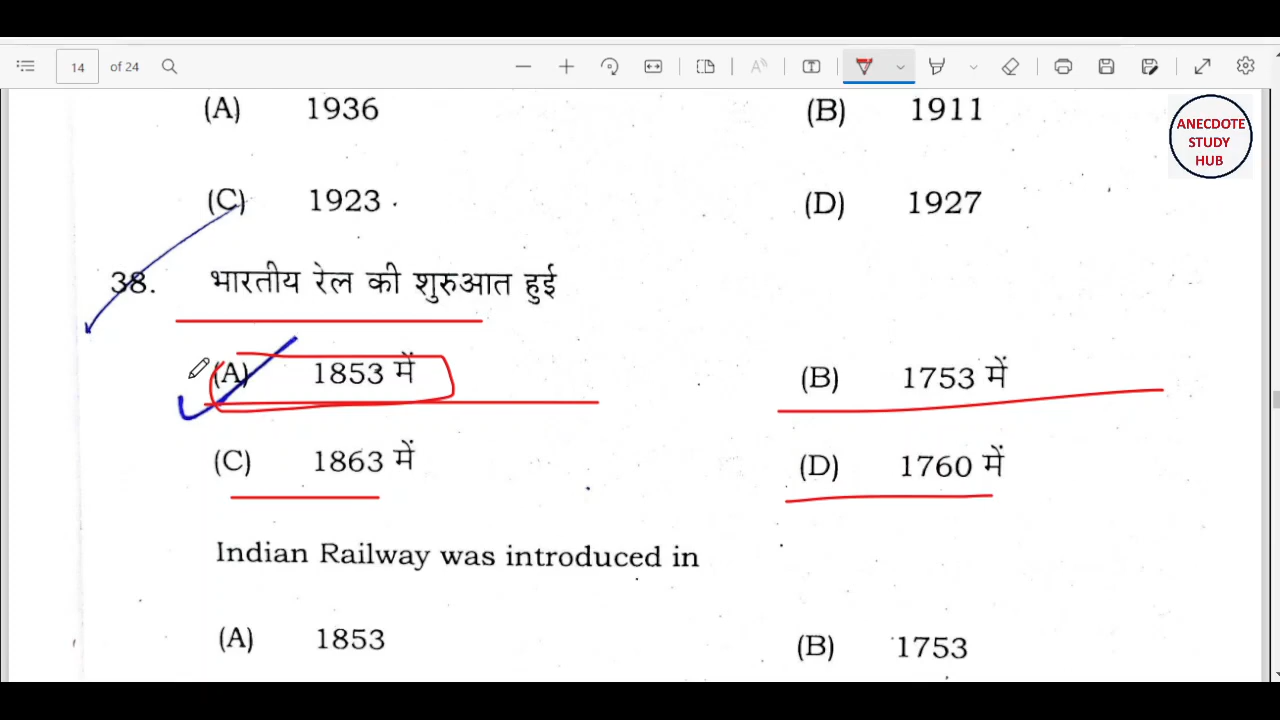 14 of 24
ANECDOTE
STUDY
HUB
(A) 1936 (B) 1911
(C) 1923 (D) 1927
38. भारतीय रेल की शुरुआत हुई
(A) 1853 में (B) 1753 में
(C) 1863 में (D) 1760 में
Indian Railway was introduced in
(A) 1853 (B) 1753